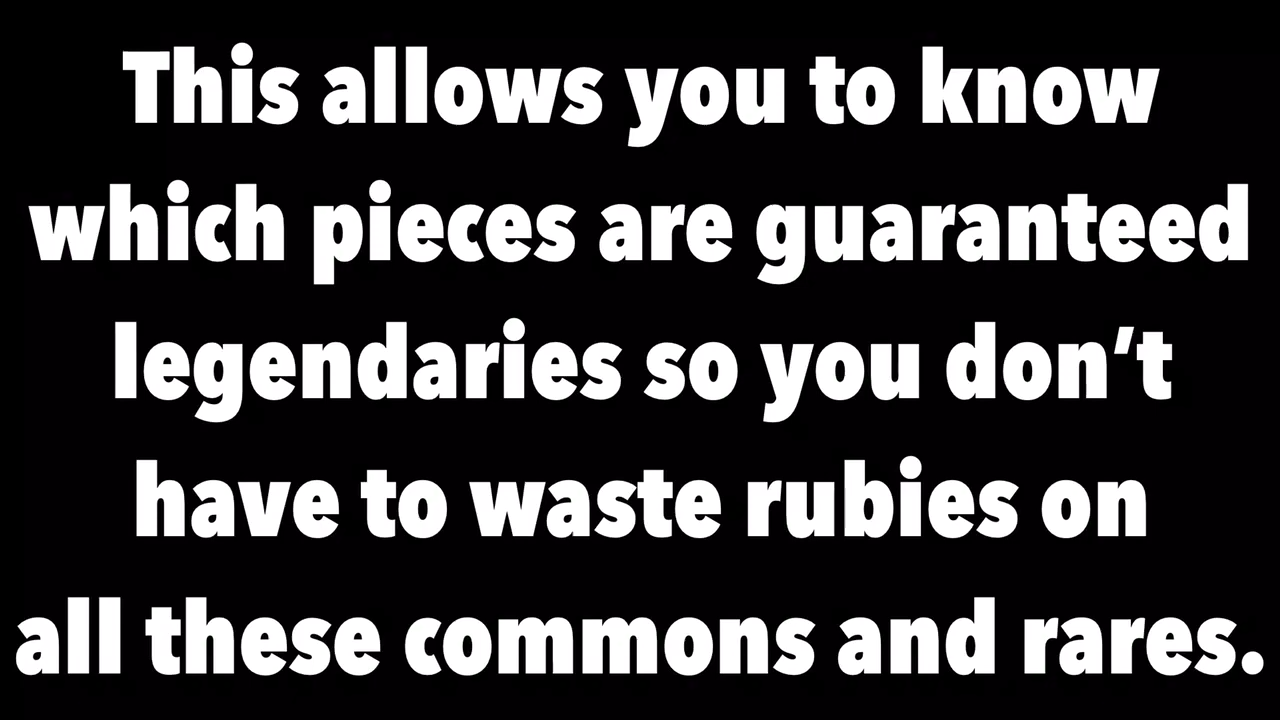 This allows you to know
which pieces are guaranteed
legendaries so you don’t
have to waste rubies on
all these commons and rares.